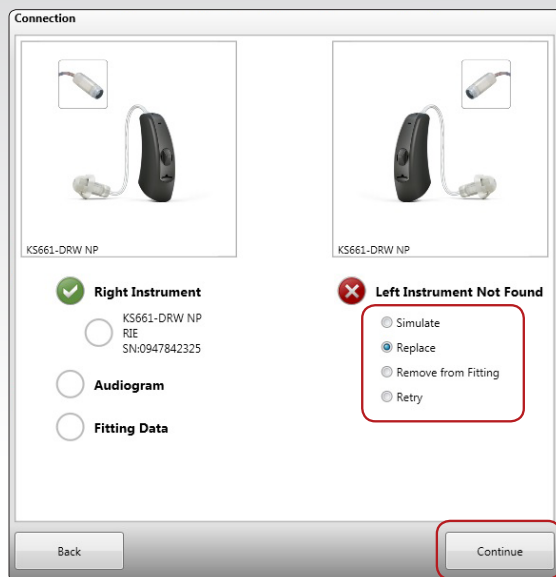 Connection
KS661-DRW NP
KS661-DRW NP
Right Instrument
KS661-DRW NP
RIE
SN:0947842325
Audiogram
Fitting Data
Left Instrument Not Found
Simulate
Replace
Remove from Fitting
Retry
Back
Continue